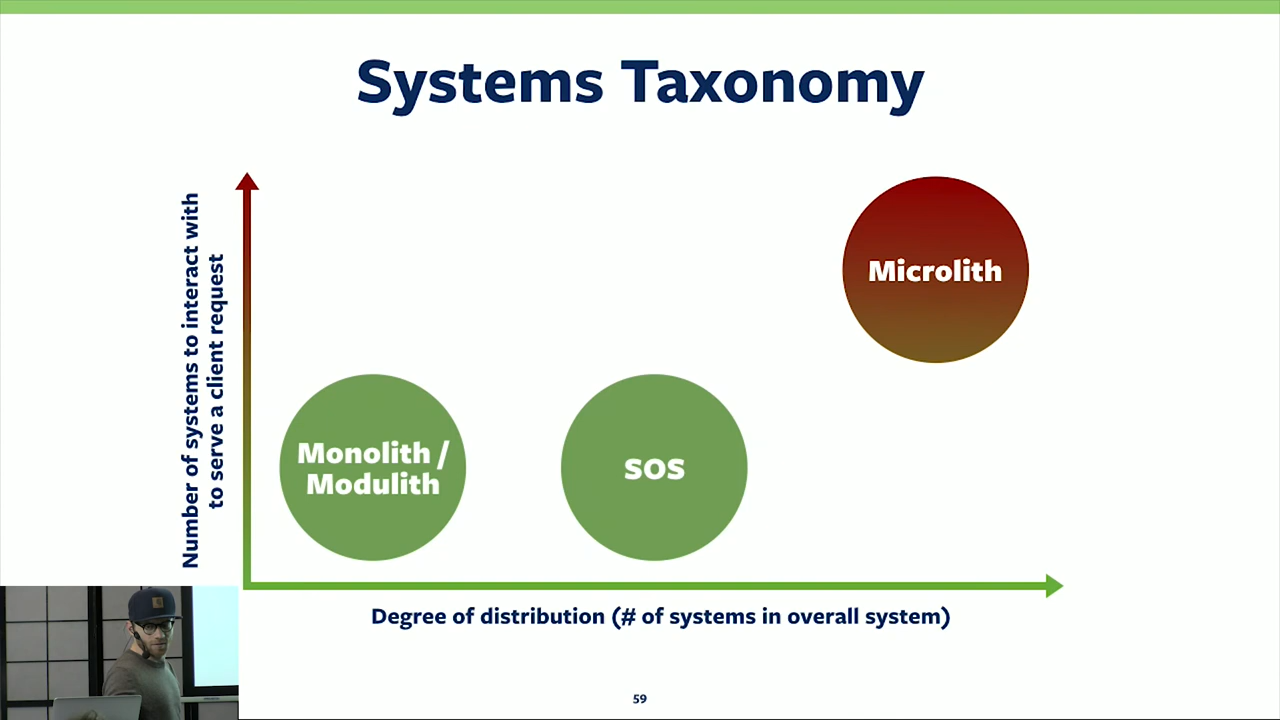 Systems Taxonomy
Number of systems to interact with
to serve a client request
Microlith
Monolith /
Modulith
SOS
Degree of distribution (# of systems in overall system)
59